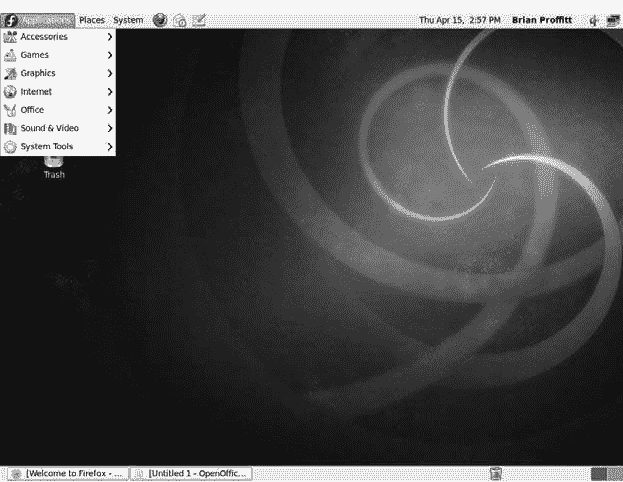 Applications Places System Thu Apr 15, 2:57 PM Brian Proffitt
Accessories
Games
Graphics
Internet
Office
Sound & Video
System Tools
Trash
[Welcome to Firefox - ... [Untitled 1 - OpenOffic...